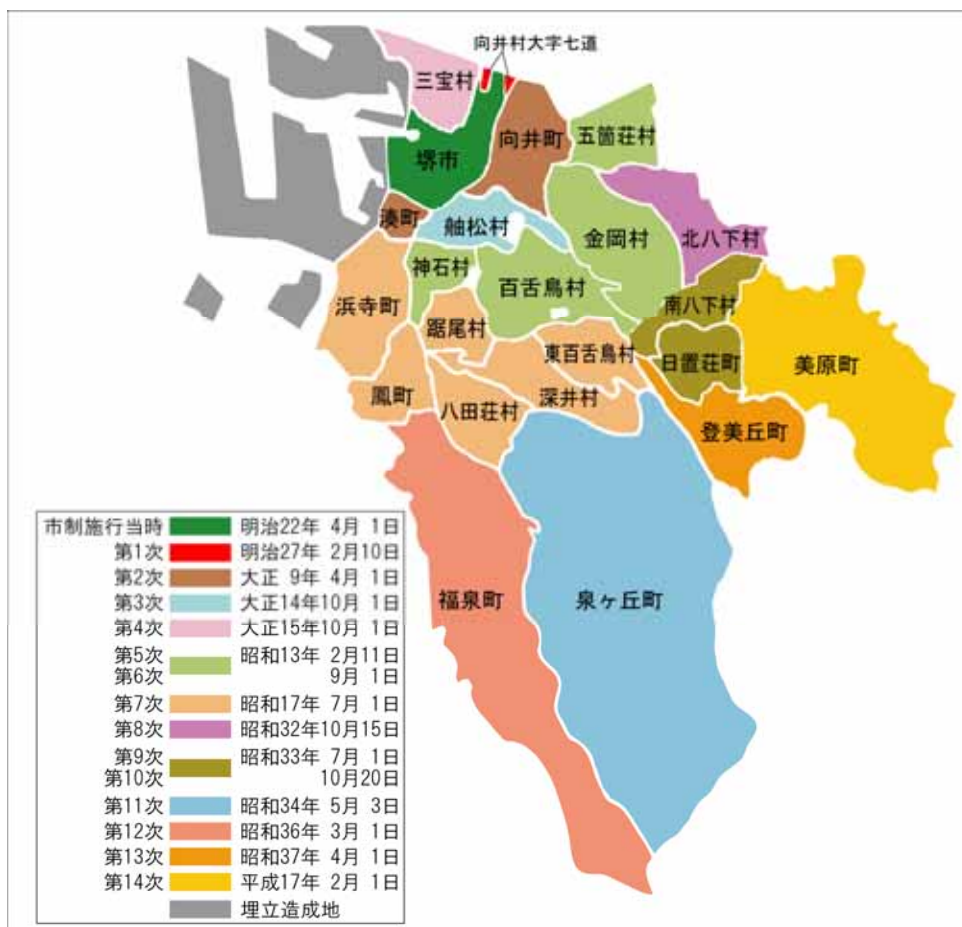 向井村大字七道
三宝村
向井町
五箇荘村
堺市
湊町
舳松村
金岡村
北八下村
神石村
百舌鳥村
浜寺町
南八下村
踞尾村
東百舌鳥村
日置荘町
美原町
鳳町
八田荘村
深井村
登美丘町
福泉町
泉ヶ丘町
市制施行当時 明治22年 4月 1日
第1次 明治27年 2月10日
第2次 大正 9年 4月 1日
第3次 大正14年10月 1日
第4次 大正15年10月 1日
第5次 昭和13年 2月11日
第6次 9月 1日
第7次 昭和17年 7月 1日
第8次 昭和32年10月15日
第9次 昭和33年 7月 1日
第10次 10月20日
第11次 昭和34年 5月 3日
第12次 昭和36年 3月 1日
第13次 昭和37年 4月 1日
第14次 平成17年 2月 1日
埋立造成地